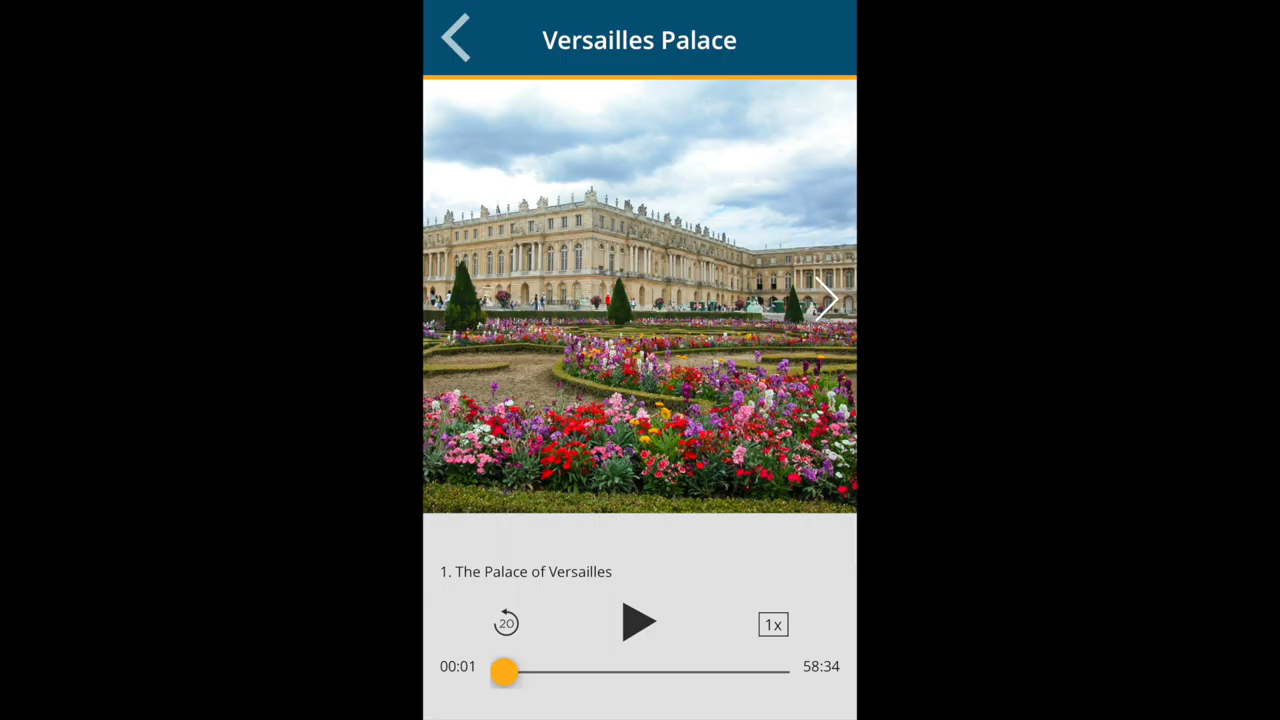 Versailles Palace
1. The Palace of Versailles
20
1x
00:01
58:34